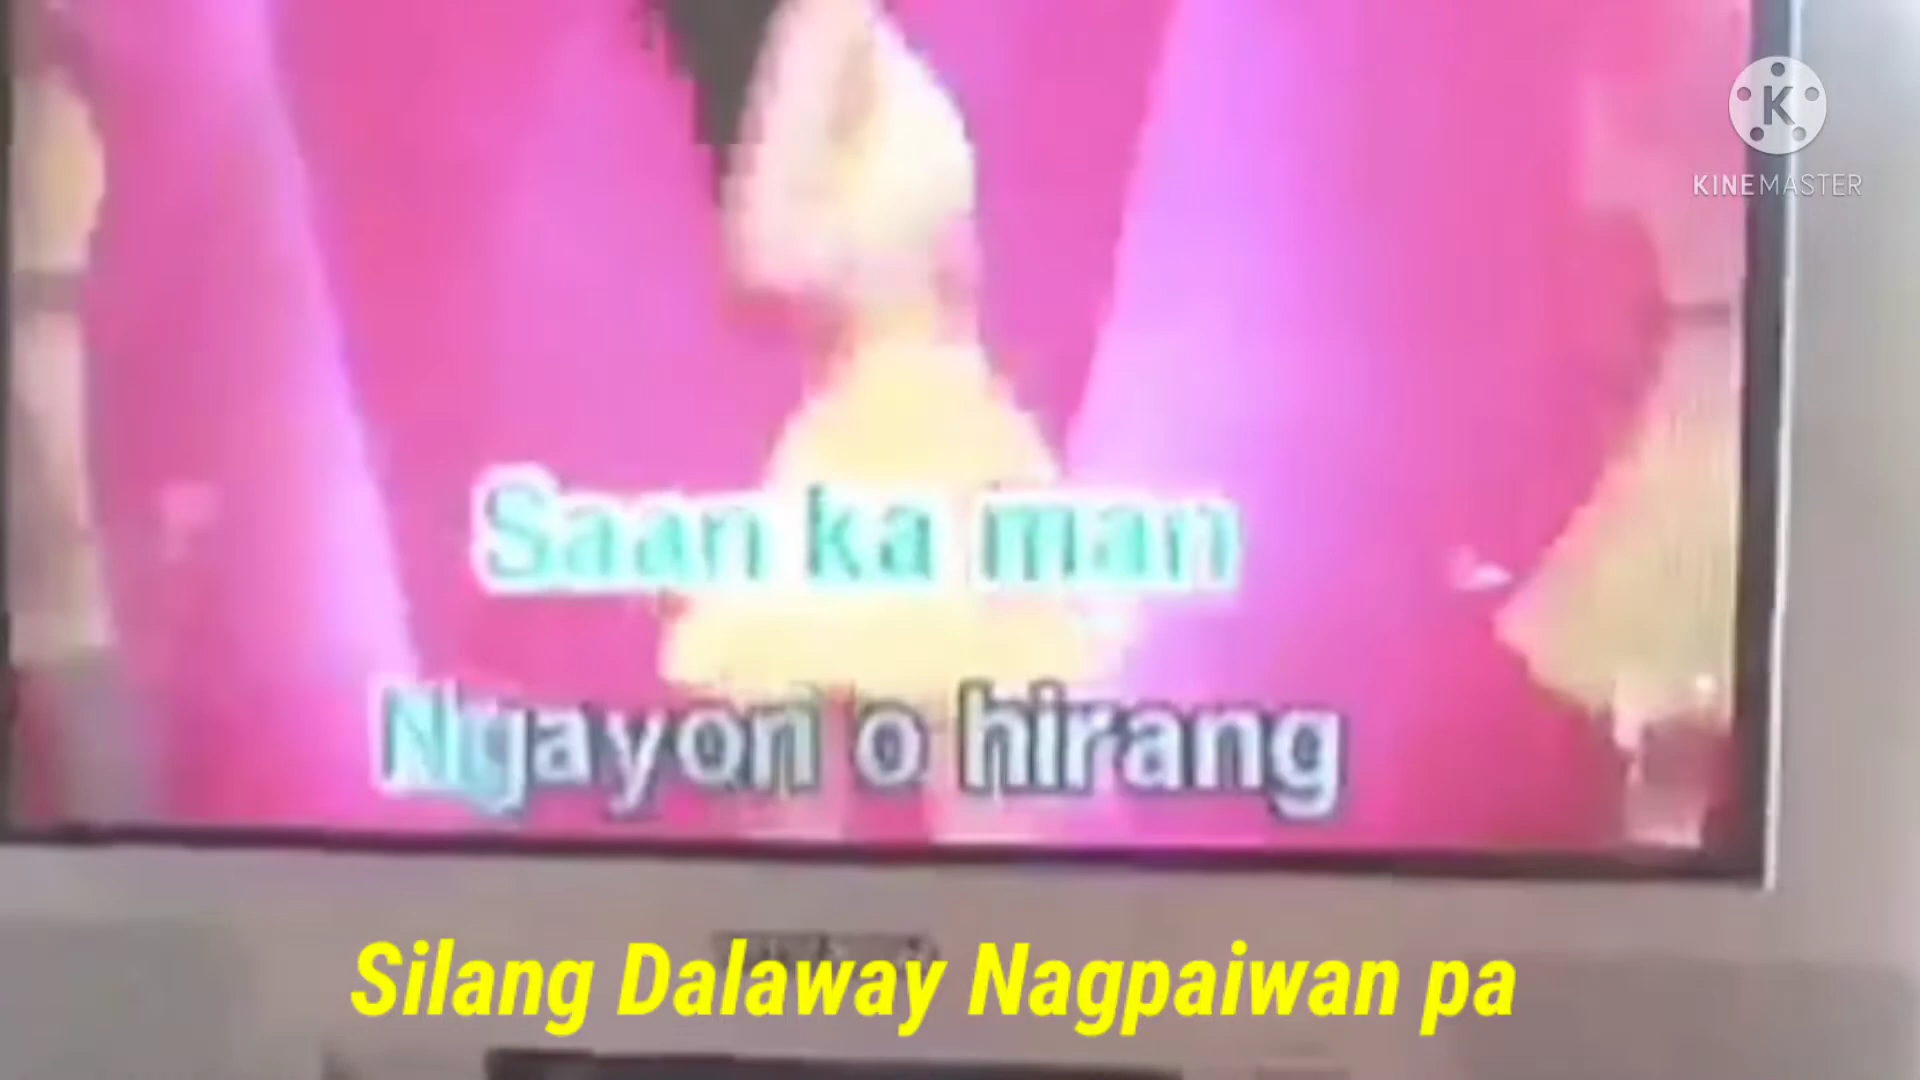 K
KINEMASTER
Saan ka man
Ngayon o hirang
Silang Dalaway Nagpaiwan pa